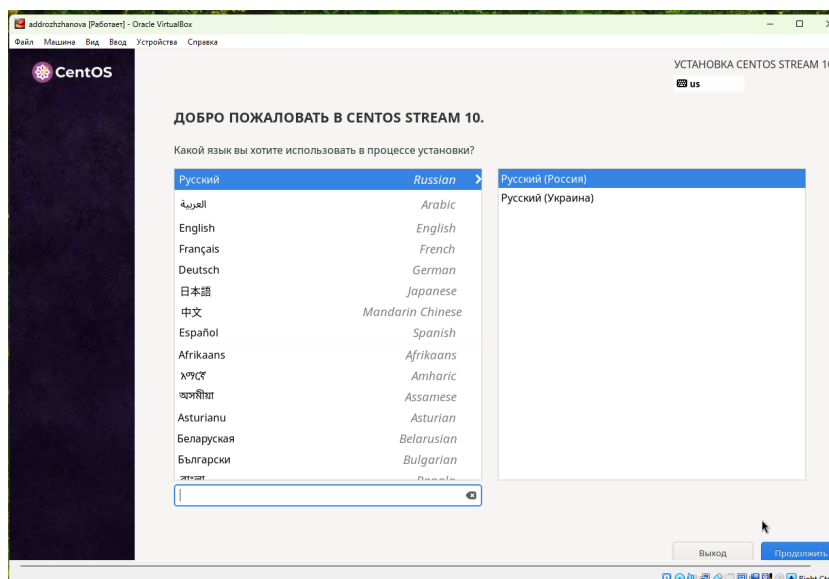 addrozhzhanova [Работает] - Oracle VirtualBox
Файл Машина Вид Ввод Устройства Справка
CentOS
УСТАНОВКА CENTOS STREAM 10
us
ДОБРО ПОЖАЛОВАТЬ В CENTOS STREAM 10.
Какой язык вы хотите использовать в процессе установки?
Русский Russian
Русский (Россия)
Русский (Украина)
العربية Arabic
English English
Français French
Deutsch German
日本語 Japanese
中文 Mandarin Chinese
Español Spanish
Afrikaans Afrikaans
አማርኛ Amharic
অসমীয়া Assamese
Asturianu Asturian
Беларуская Belarusian
Български Bulgarian
Выход
Продолжить
Right